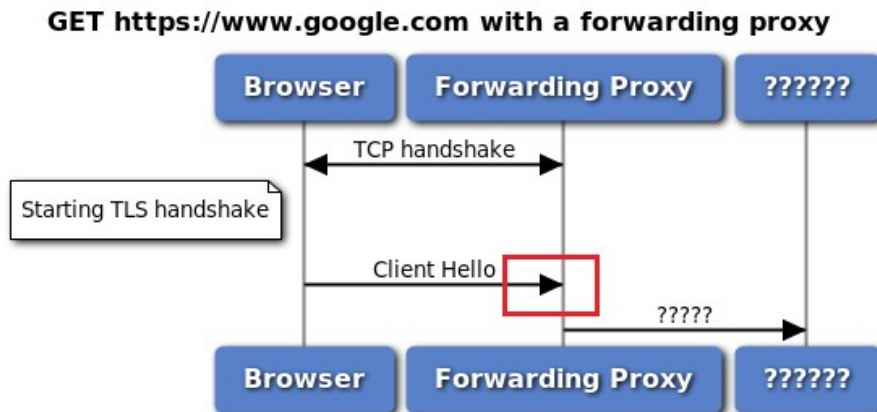 GET https://www.google.com with a forwarding proxy
Browser
Forwarding Proxy
??????
TCP handshake
Starting TLS handshake
Client Hello
?????
Browser
Forwarding Proxy
??????